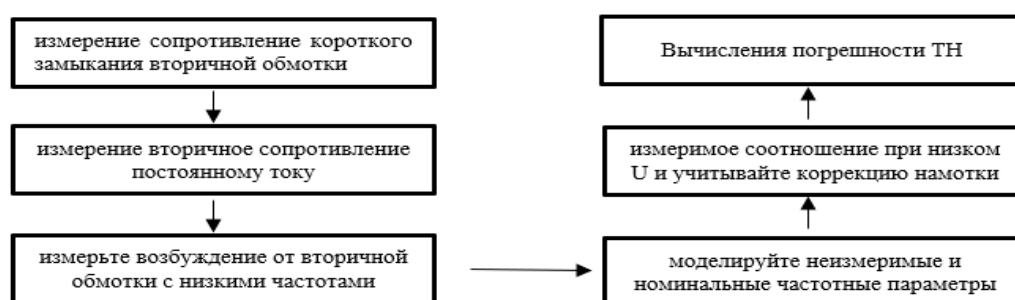 измерение сопротивление короткого
замыкания вторичной обмотки
измерение вторичное сопротивление
постоянному току
измерьте возбуждение от вторичной
обмотки с низкими частотами
моделируйте неизмеримые и
номинальные частотные параметры
измеримое соотношение при низком
U и учитывайте коррекцию намотки
Вычисления погрешности ТН